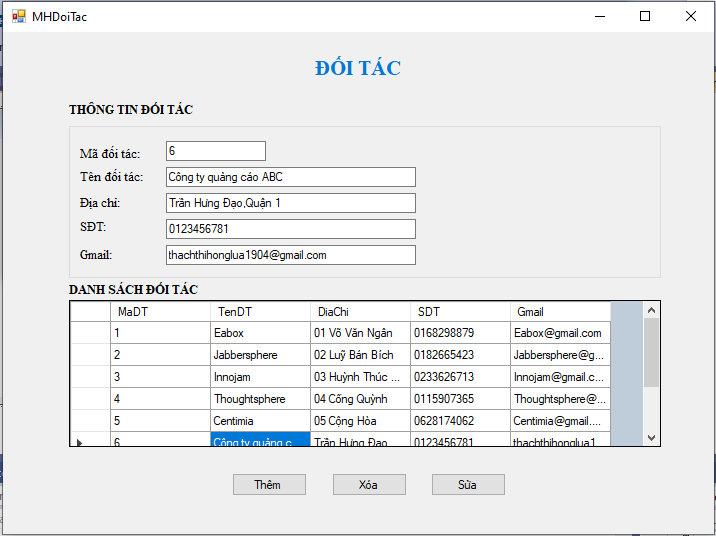 MHDoiTac
ĐỐI TÁC
THÔNG TIN ĐỐI TÁC
Mã đối tác: 6
Tên đối tác: Công ty quảng cáo ABC
Địa chỉ: Trần Hưng Đạo,Quận 1
SĐT: 0123456781
Gmail: thachthihonglua1904@gmail.com
DANH SÁCH ĐỐI TÁC
MaDT TenDT DiaChi SDT Gmail
1 Eabox 01 Võ Văn Ngân 0168298879 Eabox@gmail.com
2 Jabbersphere 02 Luỹ Bán Bích 0182665423 Jabbersphere@g...
3 Innojam 03 Huỳnh Thúc ... 0233626713 Innojam@gmail.c...
4 Thoughtsphere 04 Cống Quỳnh 0115907365 Thoughtsphere@...
5 Centimia 05 Cộng Hòa 0628174062 Centimia@gmail....
6 Công ty quảng c... Trần Hưng Đạo 0123456781 thachthihonglua1...
Thêm Xóa Sửa